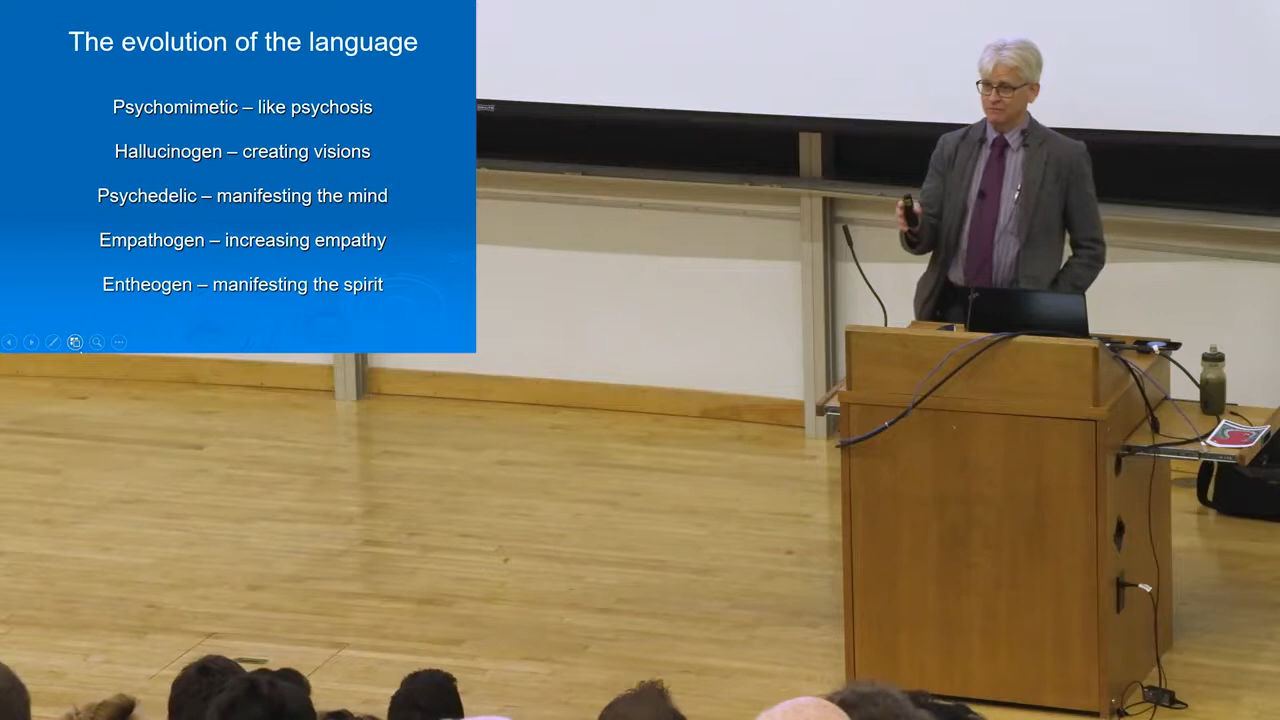 The evolution of the language
Psychomimetic – like psychosis
Hallucinogen – creating visions
Psychedelic – manifesting the mind
Empathogen – increasing empathy
Entheogen – manifesting the spirit